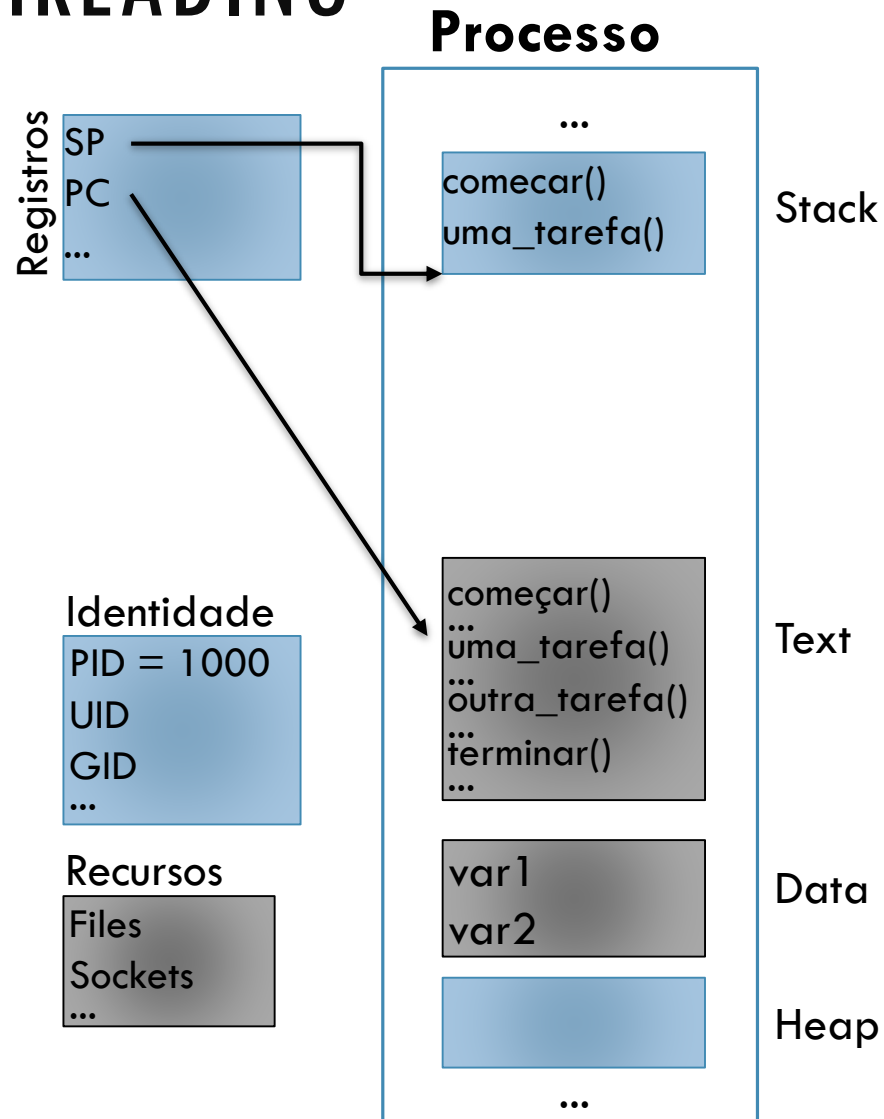 IREADING
Processo
Registros
SP
PC
...
...
comecar()
uma_tarefa()
Stack
Identidade
PID = 1000
UID
GID
...
começar()
...
uma_tarefa()
...
outra_tarefa()
...
terminar()
...
Text
Recursos
Files
Sockets
...
var1
var2
Data
Heap
...